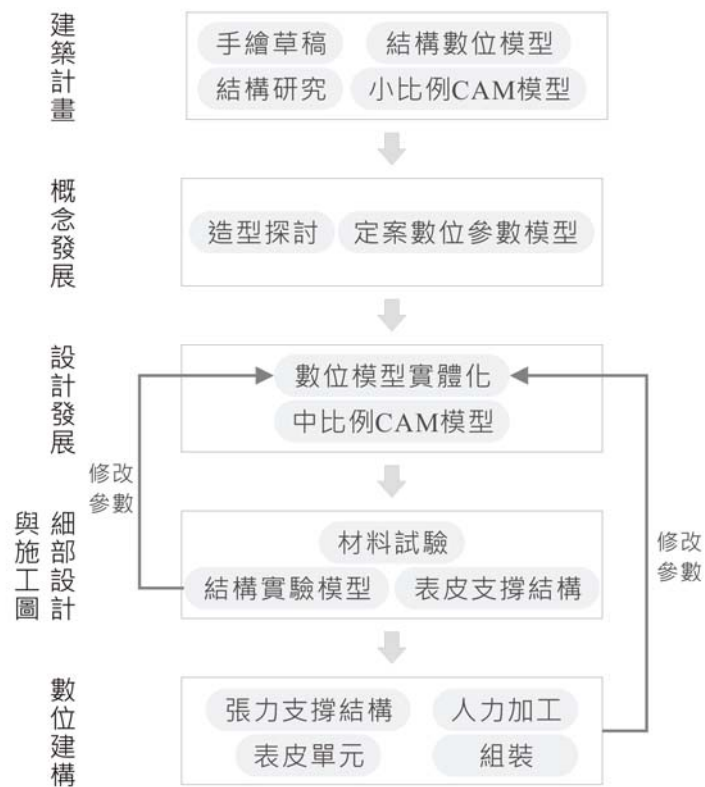 建築計畫
手繪草稿
結構數位模型
結構研究
小比例CAM模型
概念發展
造型探討
定案數位參數模型
設計發展
數位模型實體化
中比例CAM模型
修改
參數
細部設計
與施工圖
材料試驗
結構實驗模型
表皮支撐結構
修改
參數
數位建構
張力支撐結構
人力加工
表皮單元
組裝